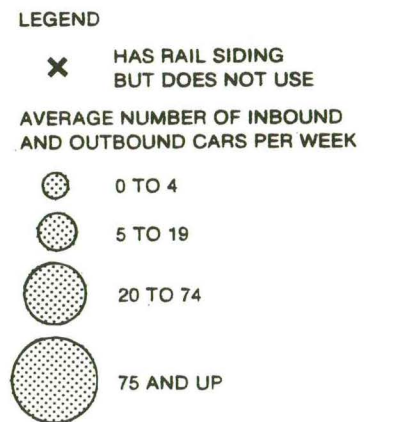 LEGEND
HAS RAIL SIDING
BUT DOES NOT USE
AVERAGE NUMBER OF INBOUND
AND OUTBOUND CARS PER WEEK
0 TO 4
5 TO 19
20 TO 74
75 AND UP